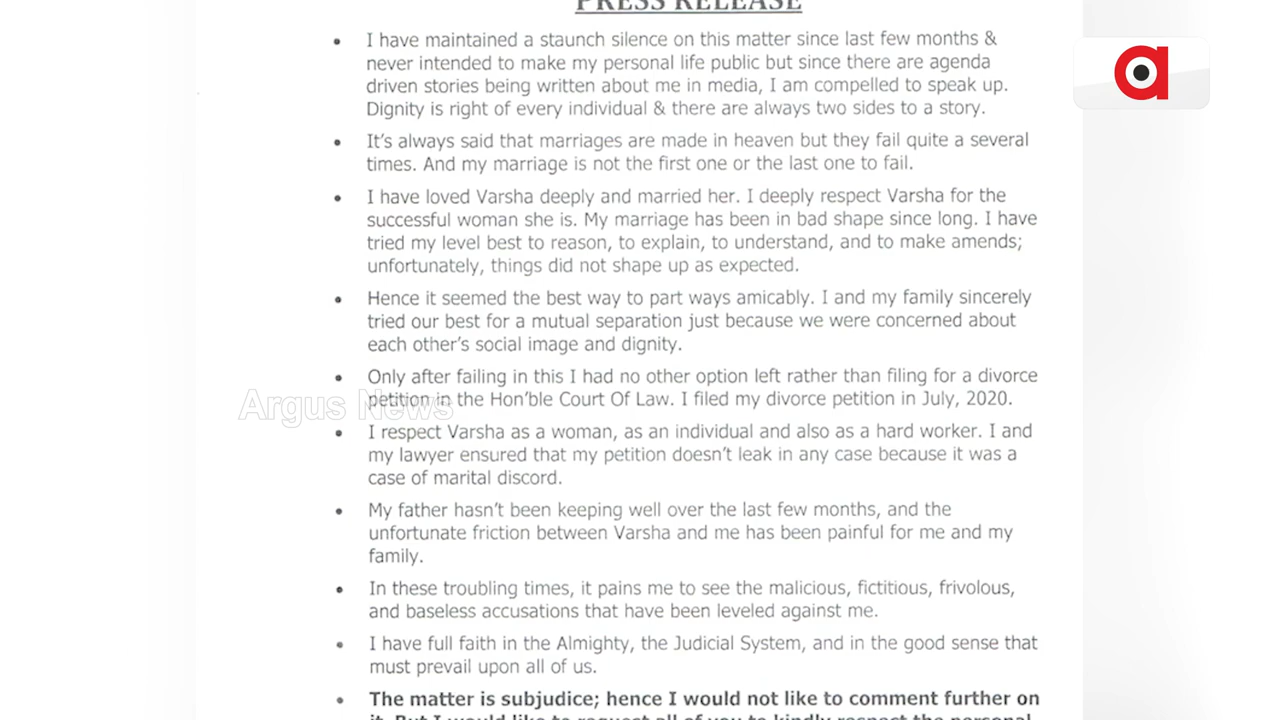 PRESS RELEASE
• I have maintained a staunch silence on this matter since last few months &
never intended to make my personal life public but since there are agenda
driven stories being written about me in media, I am compelled to speak up.
Dignity is right of every individual & there are always two sides to a story.
• It's always said that marriages are made in heaven but they fail quite a several
times. And my marriage is not the first one or the last one to fail.
• I have loved Varsha deeply and married her. I deeply respect Varsha for the
successful woman she is. My marriage has been in bad shape since long. I have
tried my level best to reason, to explain, to understand, and to make amends;
unfortunately, things did not shape up as expected.
• Hence it seemed the best way to part ways amicably. I and my family sincerely
tried our best for a mutual separation just because we were concerned about
each other's social image and dignity.
• Only after failing in this I had no other option left rather than filing for a divorce
petition in the Hon'ble Court Of Law. I filed my divorce petition in July, 2020.
Argus News
• I respect Varsha as a woman, as an individual and also as a hard worker. I and
my lawyer ensured that my petition doesn't leak in any case because it was a
case of marital discord.
• My father hasn't been keeping well over the last few months, and the
unfortunate friction between Varsha and me has been painful for me and my
family.
• In these troubling times, it pains me to see the malicious, fictitious, frivolous,
and baseless accusations that have been leveled against me.
• I have full faith in the Almighty, the Judicial System, and in the good sense that
must prevail upon all of us.
• The matter is subjudice; hence I would not like to comment further on
it. But I would like to request all of you to kindly respect the personal
a